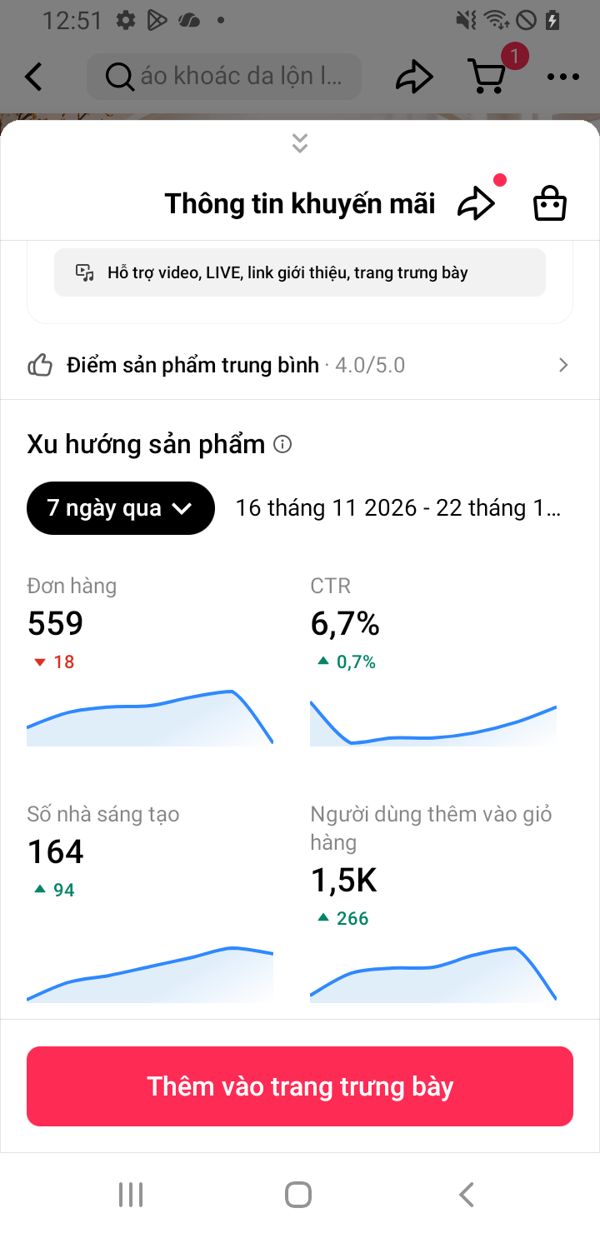 12:51
áo khoác da lộn l...
1
Thông tin khuyến mãi
Hỗ trợ video, LIVE, link giới thiệu, trang trưng bày
Điểm sản phẩm trung bình · 4.0/5.0
Xu hướng sản phẩm
7 ngày qua
16 tháng 11 2026 - 22 tháng 1...
Đơn hàng
559
18
CTR
6,7%
0,7%
Số nhà sáng tạo
164
94
Người dùng thêm vào giỏ
hàng
1,5K
266
Thêm vào trang trưng bày